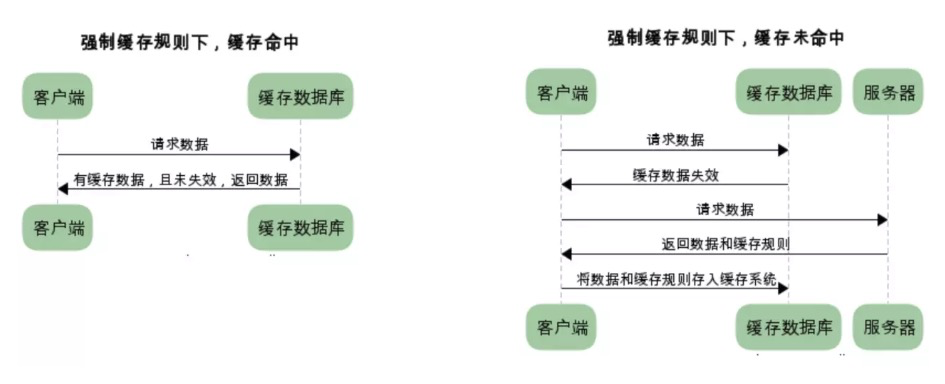 强制缓存规则下，缓存命中
客户端
缓存数据库
请求数据
有缓存数据，且未失效，返回数据
客户端
缓存数据库
强制缓存规则下，缓存未命中
客户端
缓存数据库
服务器
请求数据
缓存数据失效
请求数据
返回数据和缓存规则
将数据和缓存规则存入缓存系统
客户端
缓存数据库
服务器